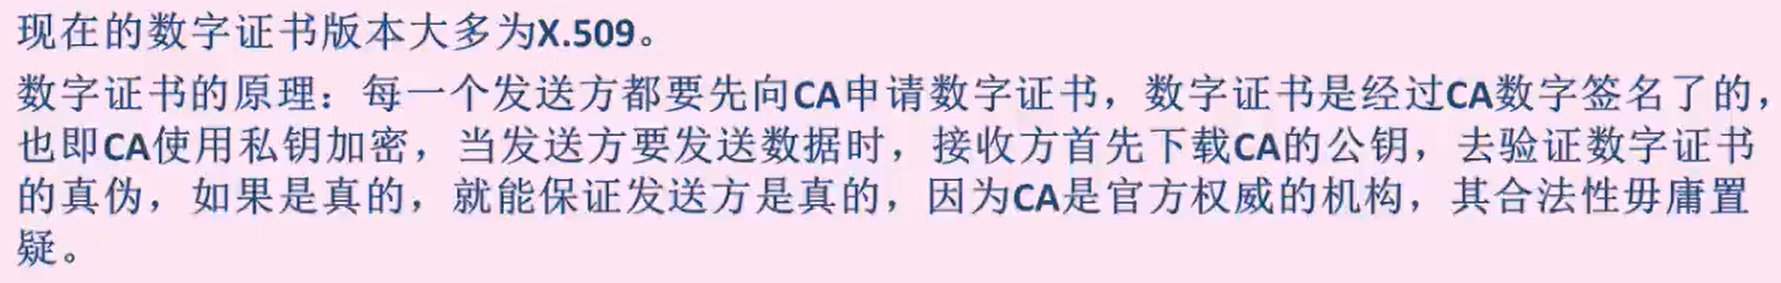 现在的数字证书版本大多为X.509。
数字证书的原理：每一个发送方都要先向CA申请数字证书，数字证书是经过CA数字签名了的，
也即CA使用私钥加密，当发送方要发送数据时，接收方首先下载CA的公钥，去验证数字证书
的真伪，如果是真的，就能保证发送方是真的，因为CA是官方权威的机构，其合法性毋庸置
疑。